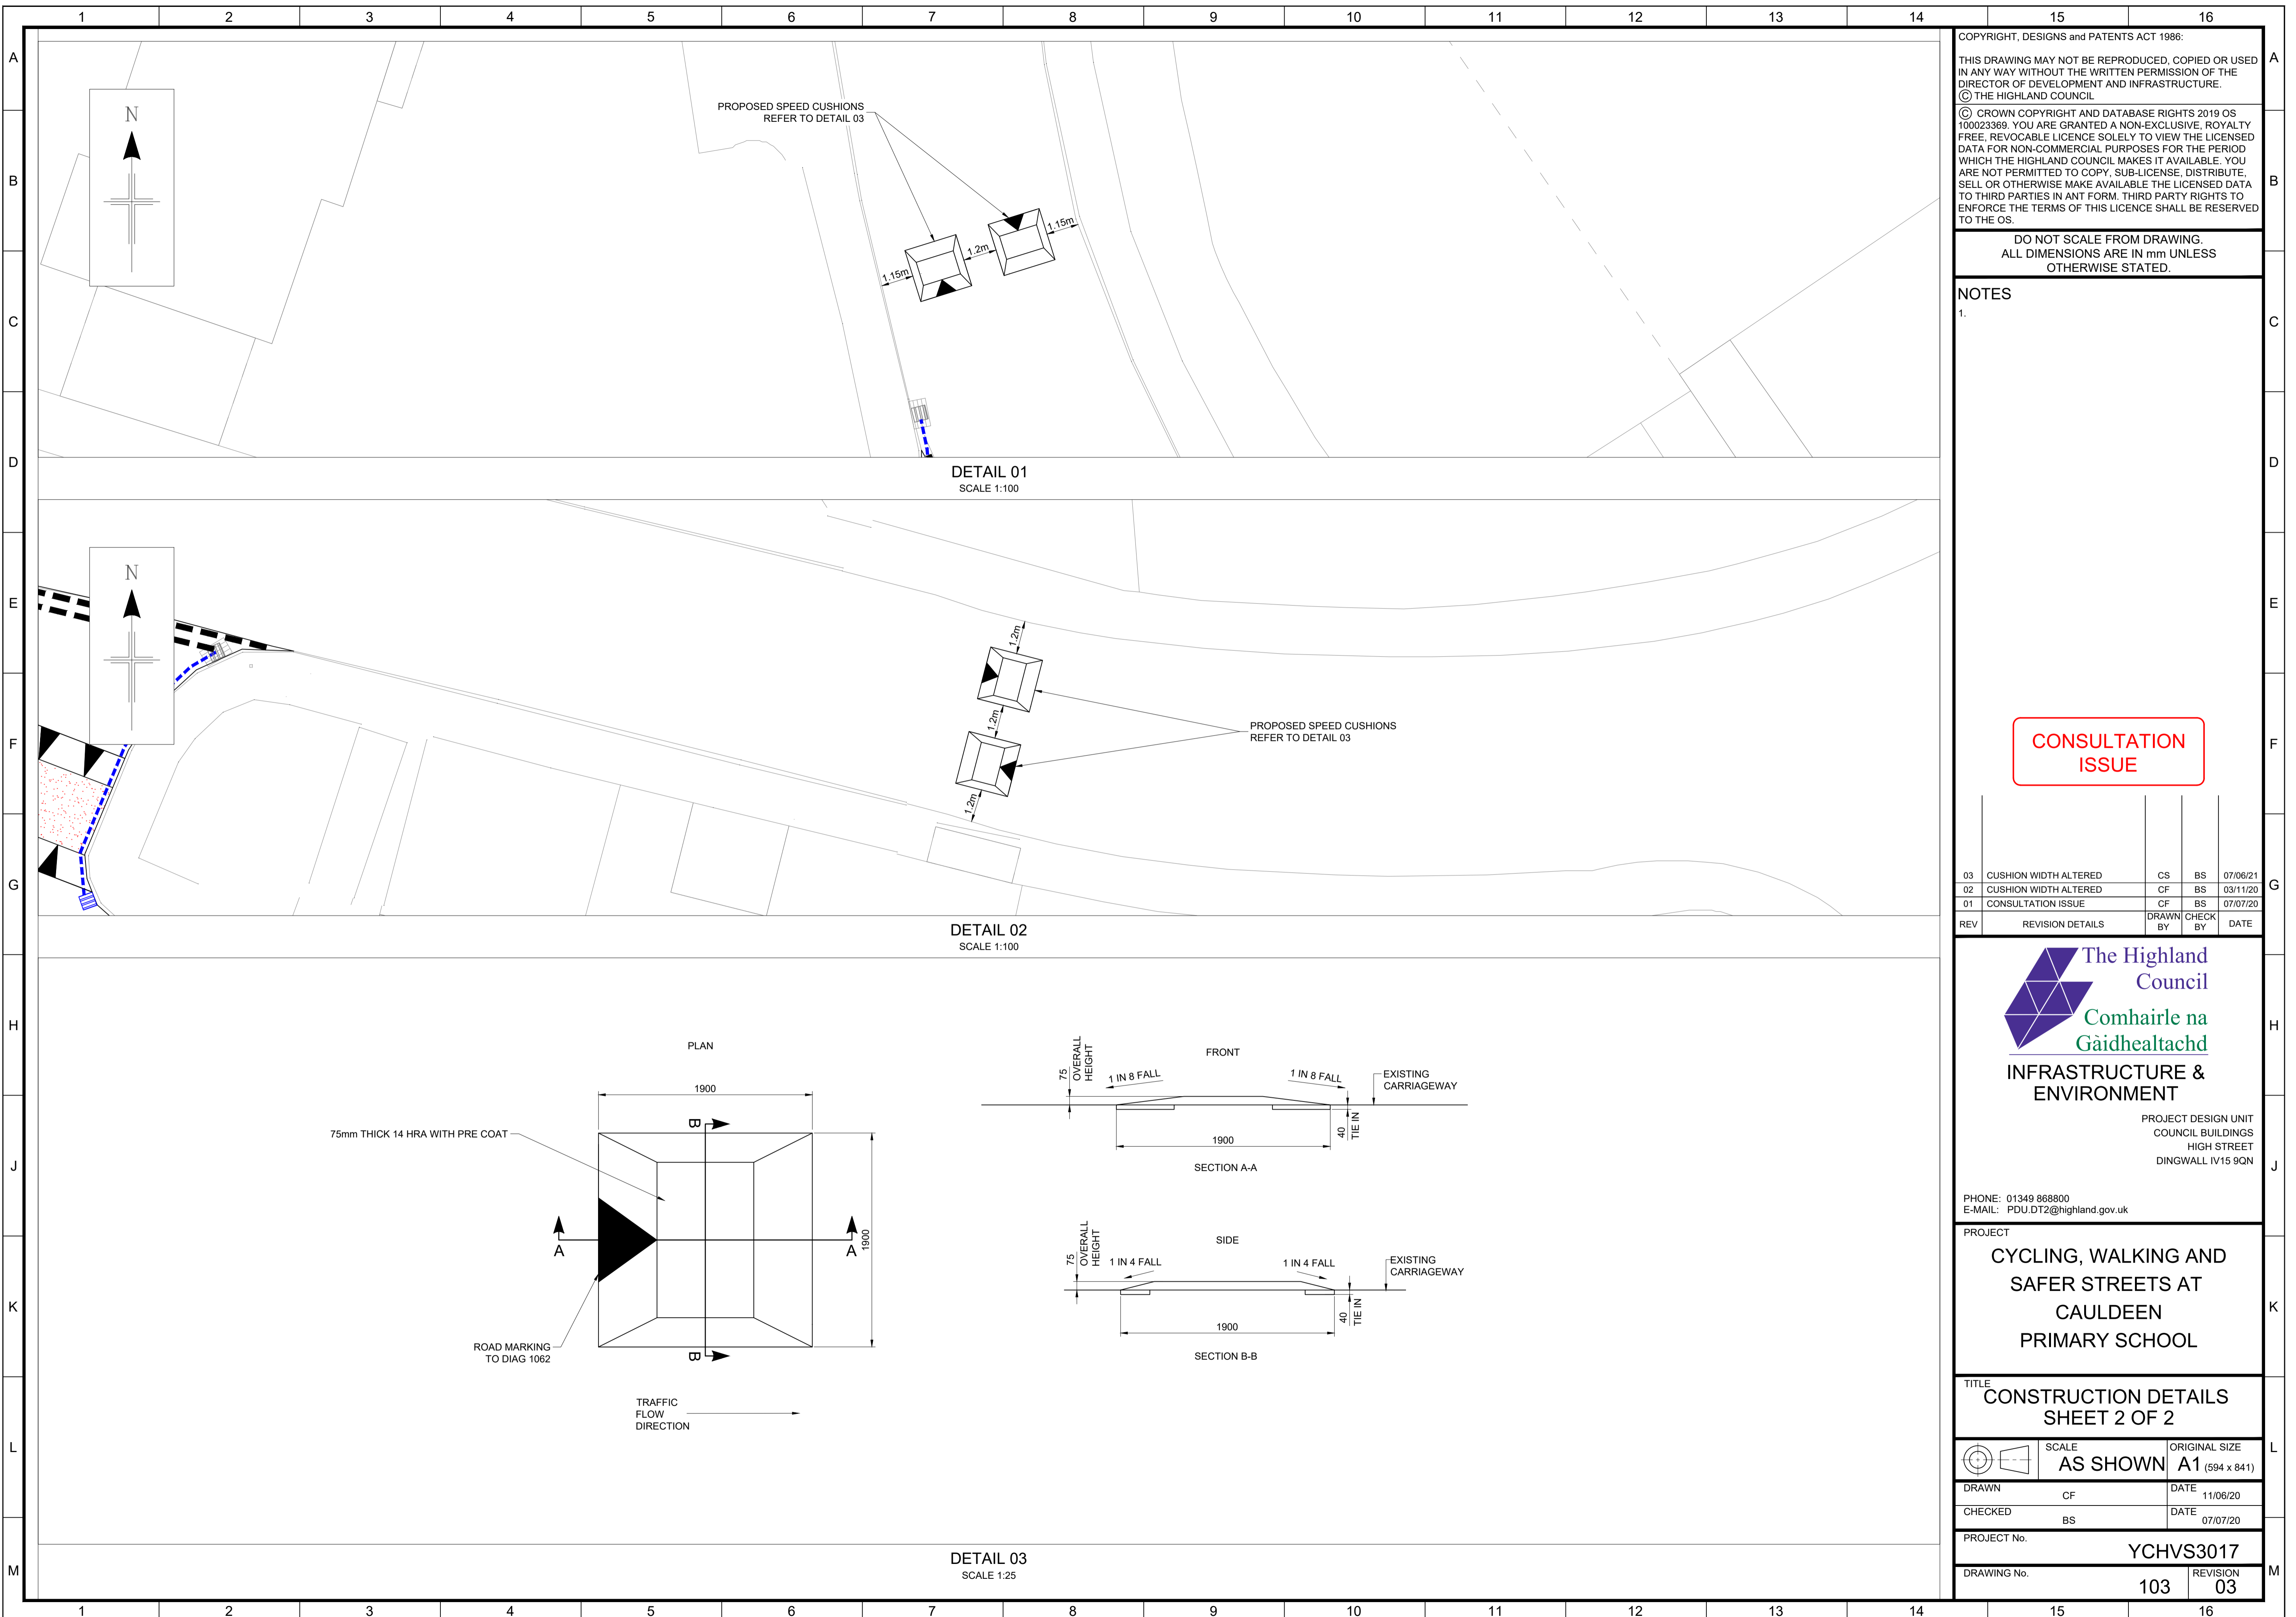 1 2 3 4 5 6 7 8 9 10 11 12 13 14 15 16
A
B
C
D
E
F
G
H
J
K
L
M
N
PROPOSED SPEED CUSHIONS
REFER TO DETAIL 03
1.15m
1.2m
1.15m
DETAIL 01
SCALE 1:100
N
1.2m
1.2m
1.2m
PROPOSED SPEED CUSHIONS
REFER TO DETAIL 03
DETAIL 02
SCALE 1:100
PLAN
1900
B
75mm THICK 14 HRA WITH PRE COAT
A
A
1900
B
ROAD MARKING
TO DIAG 1062
TRAFFIC
FLOW
DIRECTION
FRONT
75
OVERALL
HEIGHT
1 IN 8 FALL
1 IN 8 FALL
EXISTING
CARRIAGEWAY
40
TIE IN
1900
SECTION A-A
SIDE
75
OVERALL
HEIGHT
1 IN 4 FALL
1 IN 4 FALL
EXISTING
CARRIAGEWAY
40
TIE IN
1900
SECTION B-B
DETAIL 03
SCALE 1:25
COPYRIGHT, DESIGNS and PATENTS ACT 1986:
THIS DRAWING MAY NOT BE REPRODUCED, COPIED OR USED
IN ANY WAY WITHOUT THE WRITTEN PERMISSION OF THE
DIRECTOR OF DEVELOPMENT AND INFRASTRUCTURE.
© THE HIGHLAND COUNCIL
© CROWN COPYRIGHT AND DATABASE RIGHTS 2019 OS
100023369. YOU ARE GRANTED A NON-EXCLUSIVE, ROYALTY
FREE, REVOCABLE LICENCE SOLELY TO VIEW THE LICENSED
DATA FOR NON-COMMERCIAL PURPOSES FOR THE PERIOD
WHICH THE HIGHLAND COUNCIL MAKES IT AVAILABLE. YOU
ARE NOT PERMITTED TO COPY, SUB-LICENSE, DISTRIBUTE,
SELL OR OTHERWISE MAKE AVAILABLE THE LICENSED DATA
TO THIRD PARTIES IN ANT FORM. THIRD PARTY RIGHTS TO
ENFORCE THE TERMS OF THIS LICENCE SHALL BE RESERVED
TO THE OS.
DO NOT SCALE FROM DRAWING.
ALL DIMENSIONS ARE IN mm UNLESS
OTHERWISE STATED.
NOTES
1.
CONSULTATION
ISSUE
03 CUSHION WIDTH ALTERED CS BS 07/06/21
02 CUSHION WIDTH ALTERED CF BS 03/11/20
01 CONSULTATION ISSUE CF BS 07/07/20
REV REVISION DETAILS DRAWN BY CHECK BY DATE
The Highland
Council
Comhairle na
Gàidhealtachd
INFRASTRUCTURE &
ENVIRONMENT
PROJECT DESIGN UNIT
COUNCIL BUILDINGS
HIGH STREET
DINGWALL IV15 9QN
PHONE: 01349 868800
E-MAIL: PDU.DT2@highland.gov.uk
PROJECT
CYCLING, WALKING AND
SAFER STREETS AT
CAULDEEN
PRIMARY SCHOOL
TITLE
CONSTRUCTION DETAILS
SHEET 2 OF 2
SCALE
AS SHOWN
ORIGINAL SIZE
A1 (594 x 841)
DRAWN CF DATE 11/06/20
CHECKED BS DATE 07/07/20
PROJECT No.
YCHVS3017
DRAWING No.
103
REVISION
03
A
B
C
D
E
F
G
H
J
K
L
M
1 2 3 4 5 6 7 8 9 10 11 12 13 14 15 16